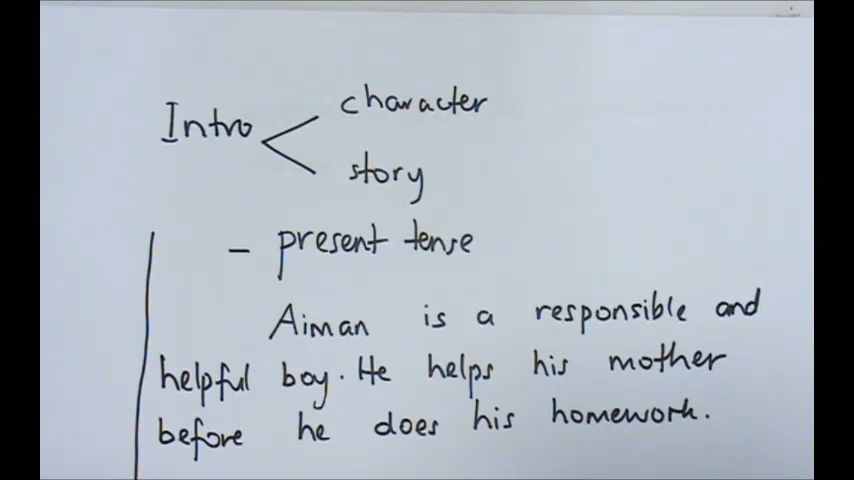 Intro
character
story
- present tense
Aiman is a responsible and
helpful boy. He helps his mother
before he does his homework.